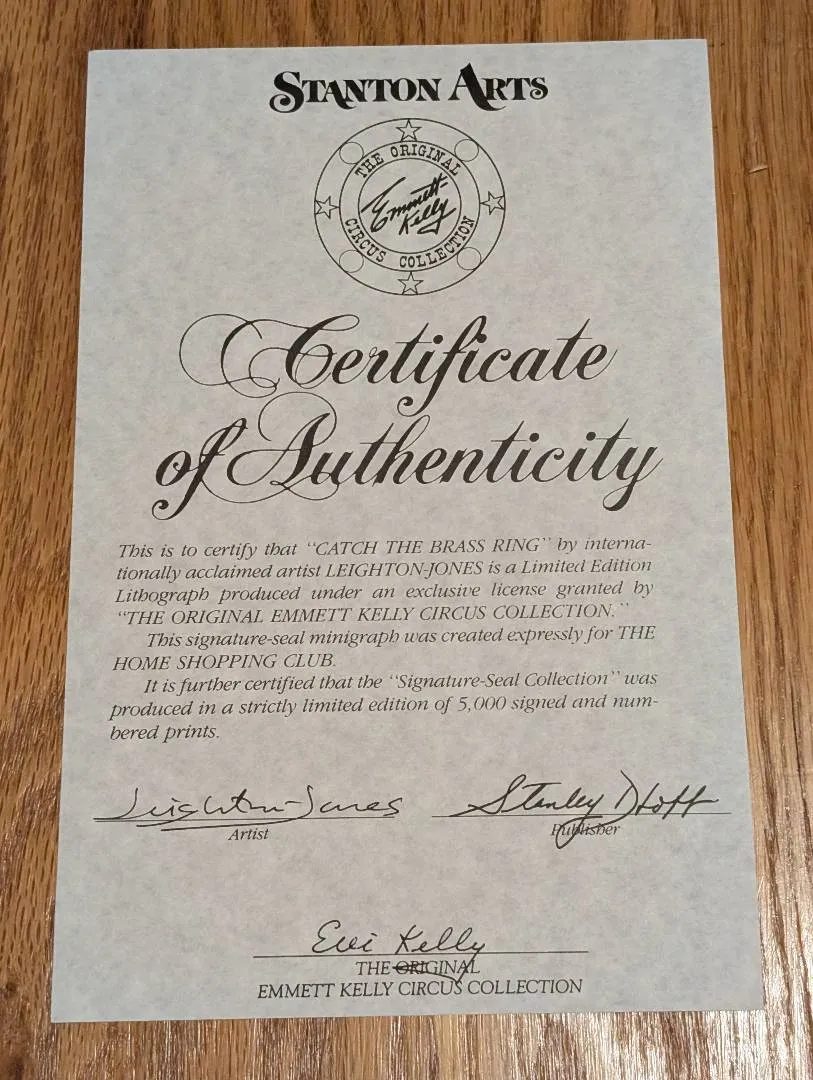 STANTON ARTS
THE ORIGINAL
Emmett
Kelly
CIRCUS COLLECTION
Certificate
of Authenticity
This is to certify that "CATCH THE BRASS RING" by interna-
tionally acclaimed artist LEIGHTON-JONES is a Limited Edition
Lithograph produced under an exclusive license granted by
"THE ORIGINAL EMMETT KELLY CIRCUS COLLECTION."
This signature-seal minigraph was created expressly for THE
HOME SHOPPING CLUB.
It is further certified that the "Signature-Seal Collection" was
produced in a strictly limited edition of 5,000 signed and num-
bered prints.
Leighton-Jones
Stanley
Artist
Publisher
Evi Kelly
THE ORIGINAL
EMMETT KELLY CIRCUS COLLECTION